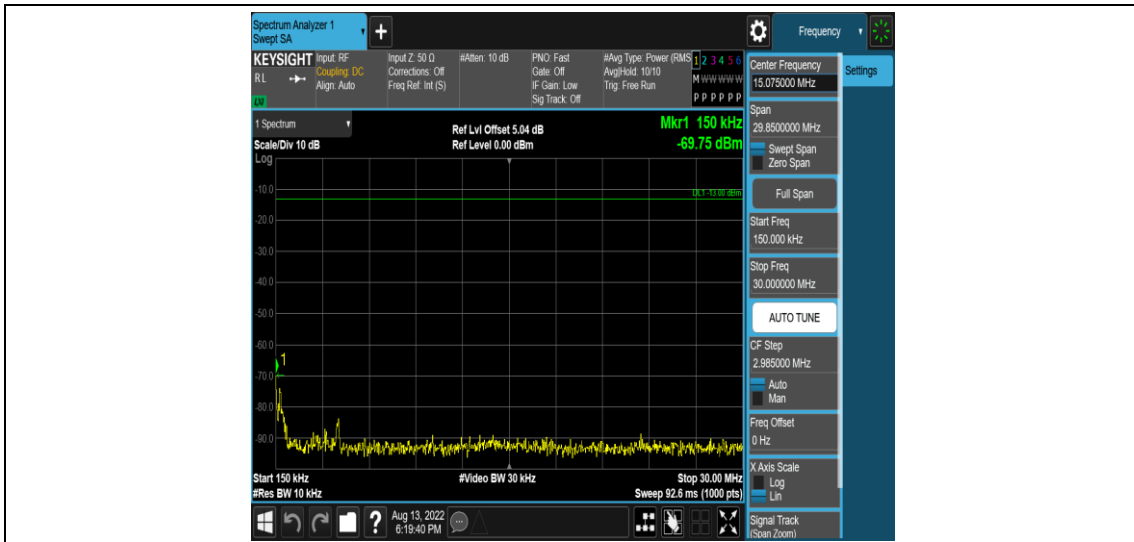 Spectrum Analyzer 1
Swept SA
+
Frequency
KEYSIGHT Input: RF
Coupling: DC
Align: Auto
RL
LXI
Input Z: 50 Ω
Corrections: Off
Freq Ref: Int (S)
#Atten: 10 dB
PNO: Fast
Gate: Off
IF Gain: Low
Sig Track: Off
#Avg Type: Power (RMS
Avg|Hold: 10/10
Trig: Free Run
1 2 3 4 5 6
M W W W W W
P P P P P P
1 Spectrum
Scale/Div 10 dB
Log
Ref Lvl Offset 5.04 dB
Ref Level 0.00 dBm
Mkr1 150 kHz
-69.75 dBm
DL1 -13.00 dBm
-10.0
-20.0
-30.0
-40.0
-50.0
-60.0
-70.0
-80.0
-90.0
1
Start 150 kHz
#Res BW 10 kHz
#Video BW 30 kHz
Stop 30.00 MHz
Sweep 92.6 ms (1000 pts)
?
Aug 13, 2022
6:19:40 PM
Center Frequency
15.075000 MHz
Settings
Span
29.8500000 MHz
Swept Span
Zero Span
Full Span
Start Freq
150.000 kHz
Stop Freq
30.000000 MHz
AUTO TUNE
CF Step
2.985000 MHz
Auto
Man
Freq Offset
0 Hz
X Axis Scale
Log
Lin
Signal Track
(Span Zoom)